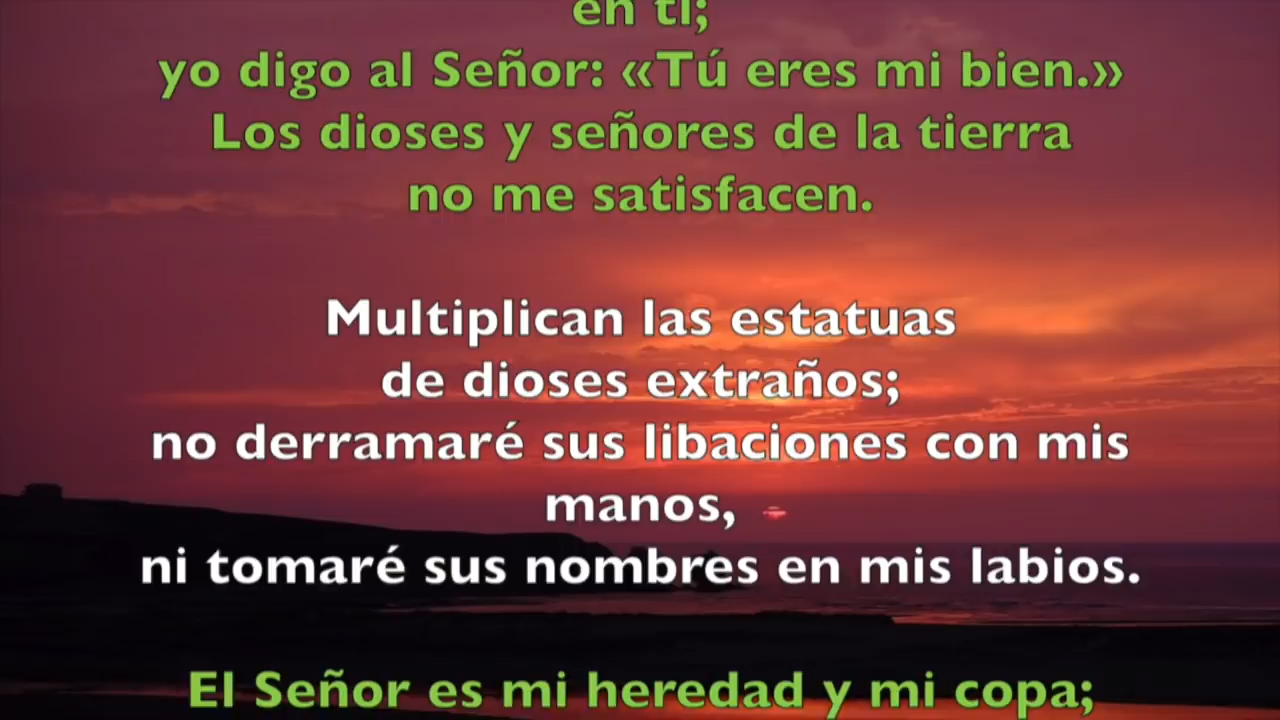 en ti;
yo digo al Señor: «Tú eres mi bien.»
Los dioses y señores de la tierra
no me satisfacen.
Multiplican las estatuas
de dioses extraños;
no derramaré sus libaciones con mis
manos,
ni tomaré sus nombres en mis labios.
El Señor es mi heredad y mi copa;